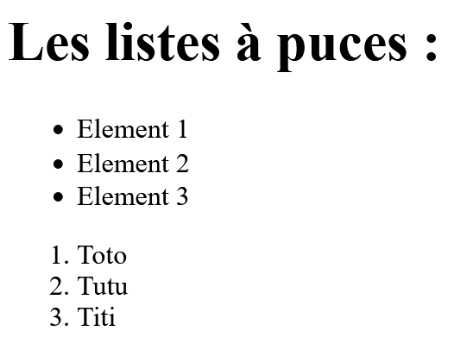 Les listes à puces :
• Element 1
• Element 2
• Element 3
1. Toto
2. Tutu
3. Titi